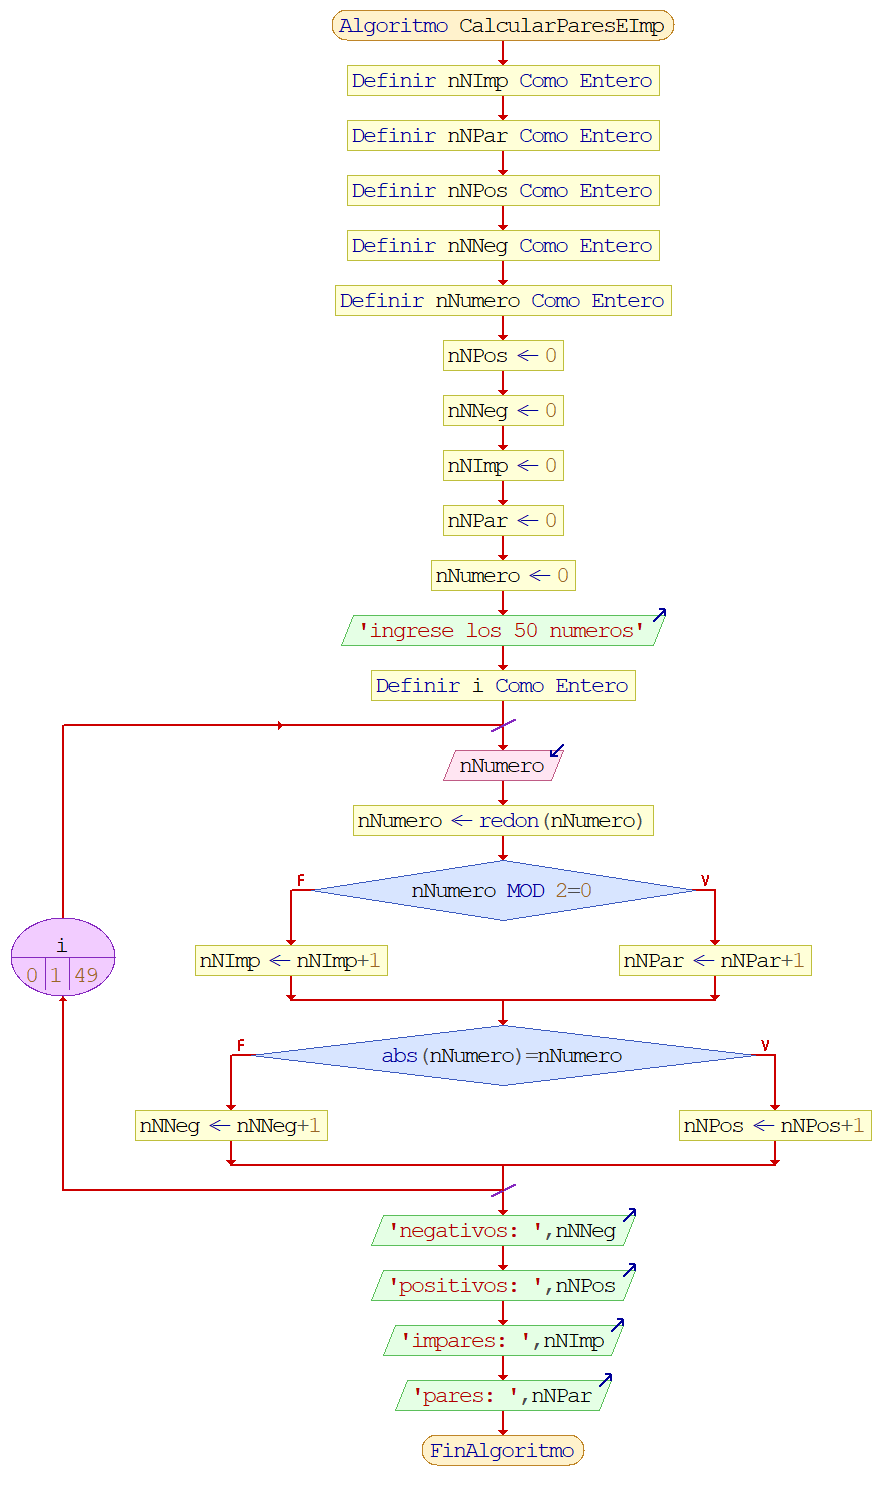 Algoritmo CalcularParesEImp
Definir nNImp Como Entero
Definir nNPar Como Entero
Definir nNPos Como Entero
Definir nNNeg Como Entero
Definir nNumero Como Entero
nNPos ← 0
nNNeg ← 0
nNImp ← 0
nNPar ← 0
nNumero ← 0
'ingrese los 50 numeros'
Definir i Como Entero
nNumero
nNumero ← redon(nNumero)
F
V
nNumero MOD 2=0
i
0 1 49
nNImp ← nNImp+1
nNPar ← nNPar+1
F
V
abs(nNumero)=nNumero
nNNeg ← nNNeg+1
nNPos ← nNPos+1
'negativos: ',nNNeg
'positivos: ',nNPos
'impares: ',nNImp
'pares: ',nNPar
FinAlgoritmo